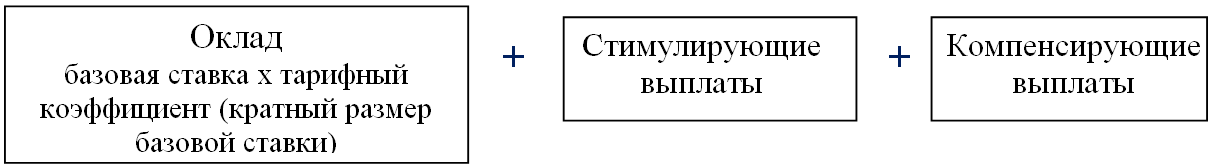 Оклад
базовая ставка х тарифный
коэффициент (кратный размер
базовой ставки)
+
Стимулирующие
выплаты
+
Компенсирующие
выплаты